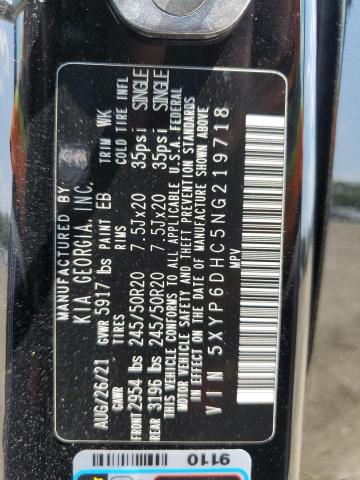 MANUFACTURED BY
KIA GEORGIA, INC.
AUG/26/21 GVWR 5917 lbs PAINT EB TRIM WK
GAWR TIRES RIMS COLD TIRE INFL
FRONT 2954 lbs 245/50R20 7.5Jx20 35psi SINGLE
REAR 3196 lbs 245/50R20 7.5Jx20 35psi SINGLE
THIS VEHICLE CONFORMS TO ALL APPLICABLE U.S.A. FEDERAL
MOTOR VEHICLE SAFETY AND THEFT PREVENTION STANDARDS
IN EFFECT ON THE DATE OF MANUFACTURE SHOWN ABOVE
VIN 5XYP6DHC5NG219718
MPV
9110